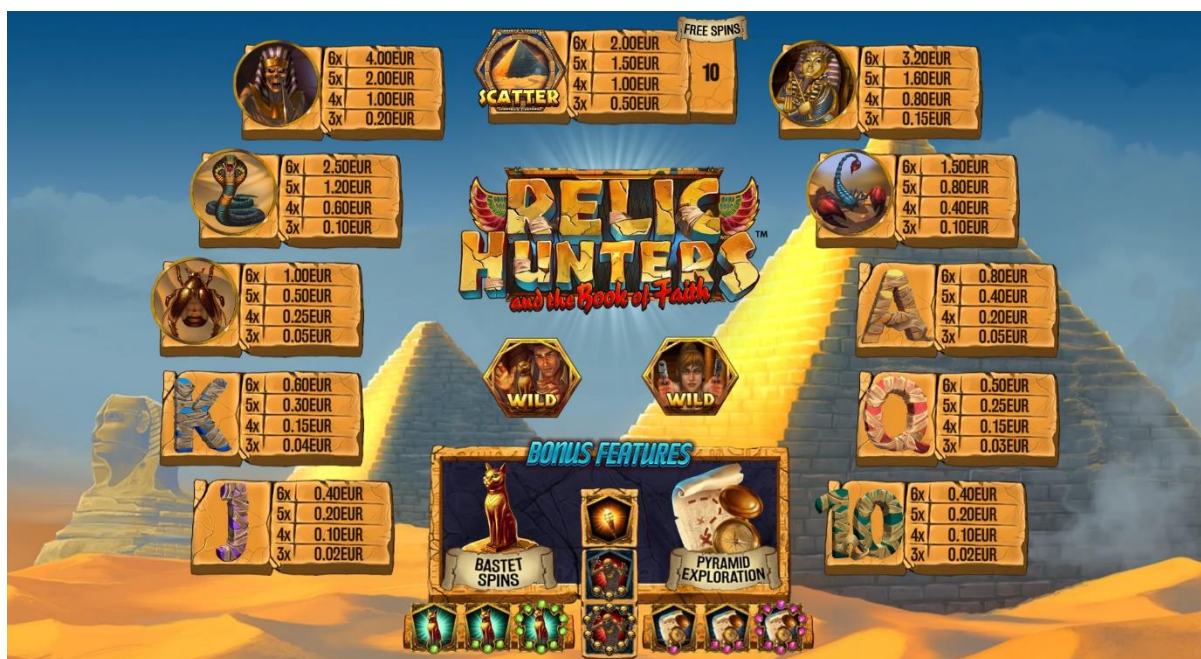 6x 4.00EUR
5x 2.00EUR
4x 1.00EUR
3x 0.20EUR
SCATTER
6x 2.00EUR
5x 1.50EUR
4x 1.00EUR
3x 0.50EUR
FREE SPINS
10
6x 3.20EUR
5x 1.60EUR
4x 0.80EUR
3x 0.15EUR
6x 2.50EUR
5x 1.20EUR
4x 0.60EUR
3x 0.10EUR
RELIC
HUNTERS™
and the Book of Faith
6x 1.50EUR
5x 0.80EUR
4x 0.40EUR
3x 0.10EUR
6x 1.00EUR
5x 0.50EUR
4x 0.25EUR
3x 0.05EUR
A
6x 0.80EUR
5x 0.40EUR
4x 0.20EUR
3x 0.05EUR
WILD
WILD
K
6x 0.60EUR
5x 0.30EUR
4x 0.15EUR
3x 0.04EUR
Q
6x 0.50EUR
5x 0.25EUR
4x 0.15EUR
3x 0.03EUR
BONUS FEATURES
J
6x 0.40EUR
5x 0.20EUR
4x 0.10EUR
3x 0.02EUR
BASTET
SPINS
PYRAMID
EXPLORATION
10
6x 0.40EUR
5x 0.20EUR
4x 0.10EUR
3x 0.02EUR